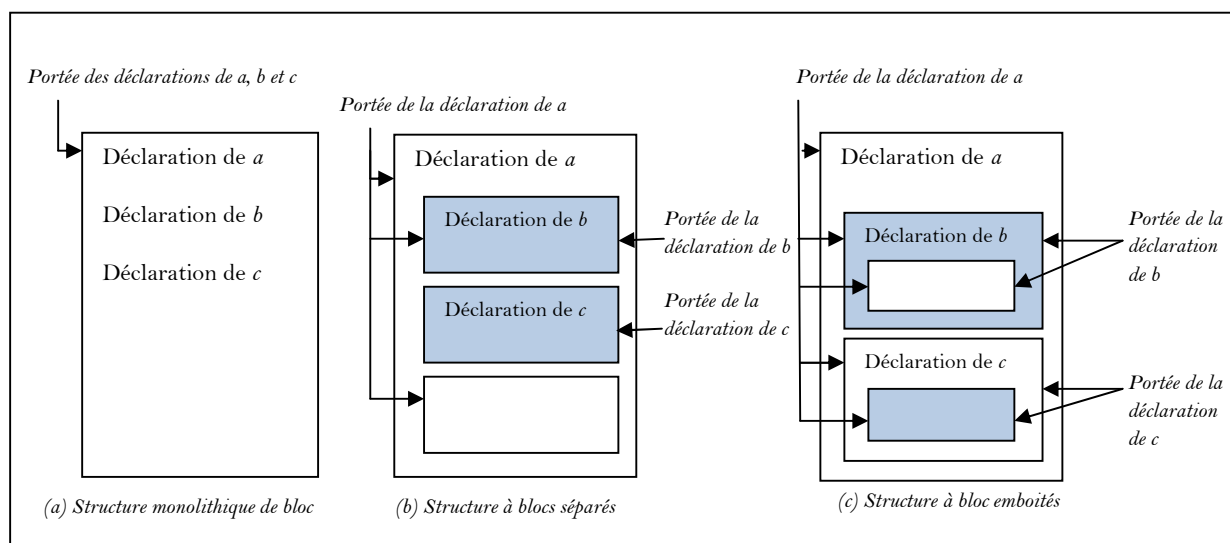 Portée des déclarations de a, b et c
Déclaration de a
Déclaration de b
Déclaration de c
(a) Structure monolithique de bloc
Portée de la déclaration de a
Déclaration de a
Déclaration de b
Déclaration de c
Portée de la
déclaration de b
Portée de la
déclaration de c
(b) Structure à blocs séparés
Portée de la déclaration de a
Déclaration de a
Déclaration de b
Déclaration de c
Portée de la
déclaration
de b
Portée de la
déclaration
de c
(c) Structure à bloc emboités